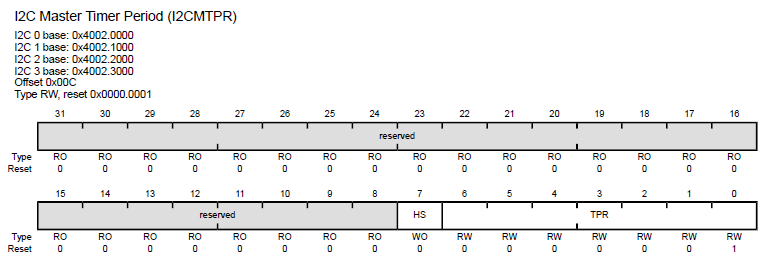 I2C Master Timer Period (I2CMTPR)
I2C 0 base: 0x4002.0000
I2C 1 base: 0x4002.1000
I2C 2 base: 0x4002.2000
I2C 3 base: 0x4002.3000
Offset 0x00C
Type RW, reset 0x0000.0001
31 30 29 28 27 26 25 24 23 22 21 20 19 18 17 16
reserved
Type RO RO RO RO RO RO RO RO RO RO RO RO RO RO RO RO
Reset 0 0 0 0 0 0 0 0 0 0 0 0 0 0 0 0
15 14 13 12 11 10 9 8 7 6 5 4 3 2 1 0
reserved HS TPR
Type RO RO RO RO RO RO RO RO WO RW RW RW RW RW RW RW
Reset 0 0 0 0 0 0 0 0 0 0 0 0 0 0 0 1